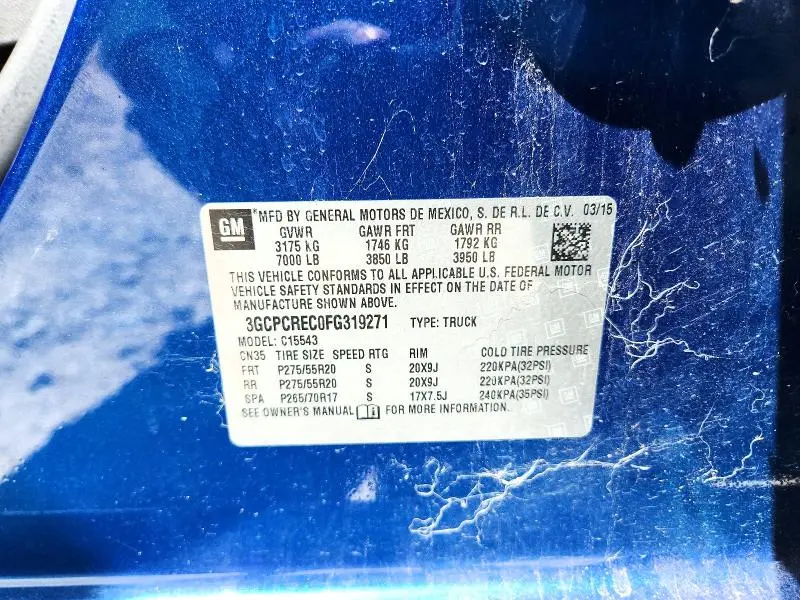 GM ®MFD BY GENERAL MOTORS DE MEXICO, S. DE R.L. DE C.V. 03/15
GVWR GAWR FRT GAWR RR
3175 KG 1746 KG 1792 KG
7000 LB 3850 LB 3950 LB
THIS VEHICLE CONFORMS TO ALL APPLICABLE U.S. FEDERAL MOTOR
VEHICLE SAFETY STANDARDS IN EFFECT ON THE DATE OF
MANUFACTURE SHOWN ABOVE.
3GCPCREC0FG319271 TYPE: TRUCK
MODEL: C15543
CN35 TIRE SIZE SPEED RTG RIM COLD TIRE PRESSURE
FRT P275/55R20 S 20X9J 220KPA(32PSI)
RR P275/55R20 S 20X9J 220KPA(32PSI)
SPA P265/70R17 S 17X7.5J 240KPA(35PSI)
SEE OWNER'S MANUAL FOR MORE INFORMATION.